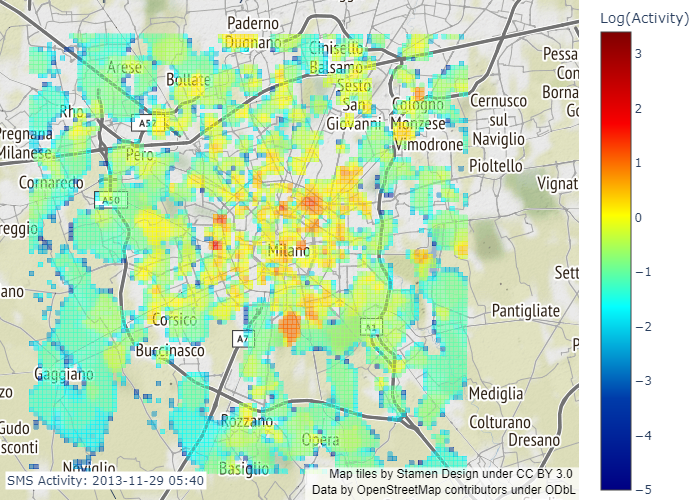 Log(Activity)
3
2
1
0
−1
−2
−3
−4
−5
Paderno
Dugnano
Cinisello
Balsamo
Sesto
San
Giovanni
Arese
Bollate
Rho
A52
Pregnana
Milanese
Pero
Cornaredo
A50
Cologno
Monzese
Vimodrone
Cernusco
sul
Naviglio
Pioltello
Pessa
Con
Borna
Vignat
reggio
Milano
Sett
ano
Pantigliate
Corsico
A7
A1
Buccinasco
Gaggiano
Mediglia
Colturano
Dresano
Rozzano
Opera
Basiglio
Noviglio
zo
Gudo
sconti
SMS Activity: 2013-11-29 05:40
Map tiles by Stamen Design under CC BY 3.0
Data by OpenStreetMap contributors under ODbL